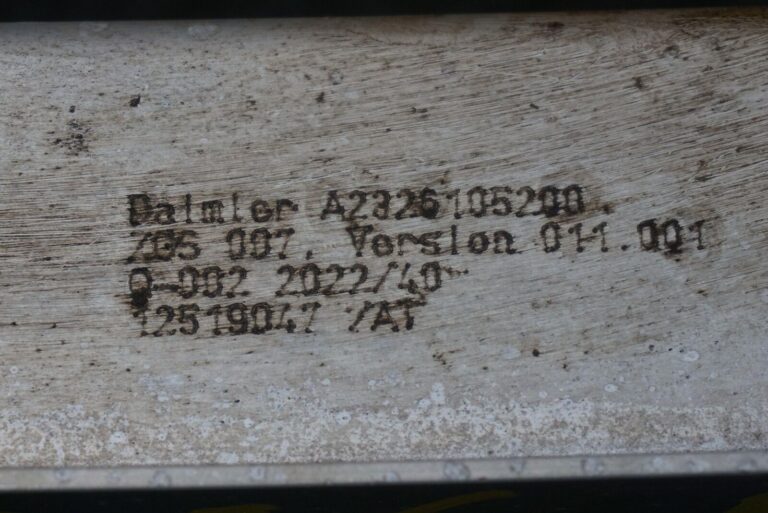 Daimler A2326105200
ZGS 007, Version 011.001
Q-002 2022/40
12519047 /AT